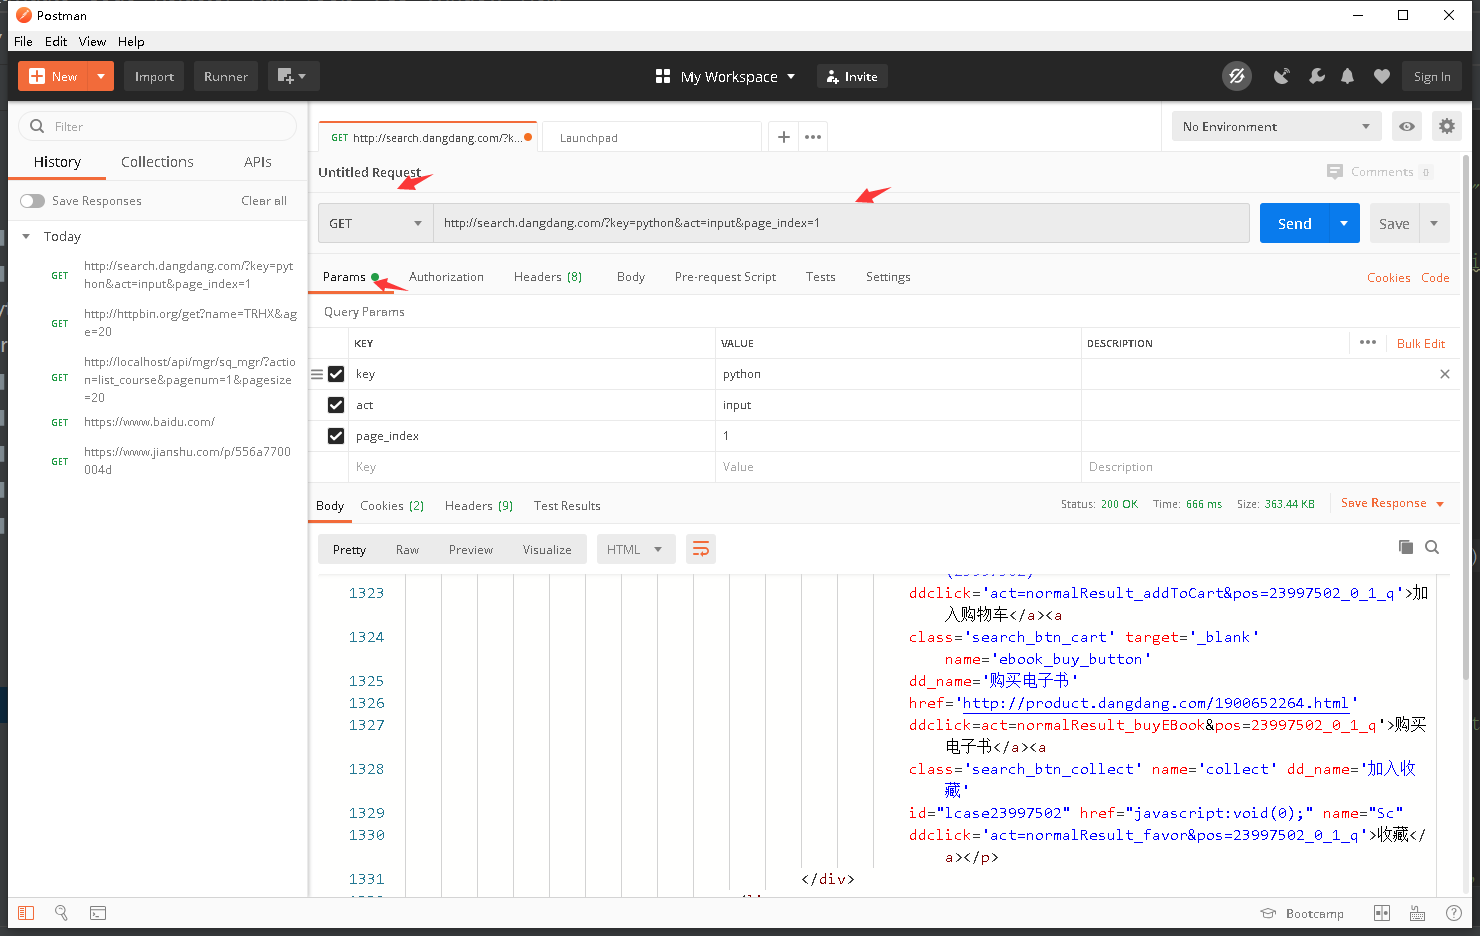 Postman
File Edit View Help
New Import Runner My Workspace Invite Sign In
Filter
History Collections APIs
Save Responses Clear all
Today
GET http://search.dangdang.com/?key=py
thon&act=input&page_index=1
GET http://httpbin.org/get?name=TRHX&ag
e=20
GET http://localhost/api/mgr/sq_mgr/?actio
n=list_course&pagenum=1&pagesize
=20
GET https://www.baidu.com/
GET https://www.jianshu.com/p/556a7700
004d
GET http://search.dangdang.com/?k... Launchpad
No Environment
Untitled Request
Comments 0
GET http://search.dangdang.com/?key=python&act=input&page_index=1 Send Save
Params Authorization Headers (8) Body Pre-request Script Tests Settings Cookies Code
Query Params
KEY VALUE DESCRIPTION Bulk Edit
key python
act input
page_index 1
Key Value Description
Body Cookies (2) Headers (9) Test Results Status: 200 OK Time: 666 ms Size: 363.44 KB Save Response
Pretty Raw Preview Visualize HTML
1323 ddclick='act=normalResult_addToCart&pos=23997502_0_1_q'>加
入购物车</a><a
1324 class='search_btn_cart' target='_blank'
name='ebook_buy_button'
1325 dd_name='购买电子书'
1326 href='http://product.dangdang.com/1900652264.html'
1327 ddclick=act=normalResult_buyEBook&pos=23997502_0_1_q'>购买
电子书</a><a
1328 class='search_btn_collect' name='collect' dd_name='加入收
藏'
1329 id="lcase23997502" href="javascript:void(0);" name="Sc"
1330 ddclick='act=normalResult_favor&pos=23997502_0_1_q'>收藏</
a></p>
1331 </div>
Bootcamp